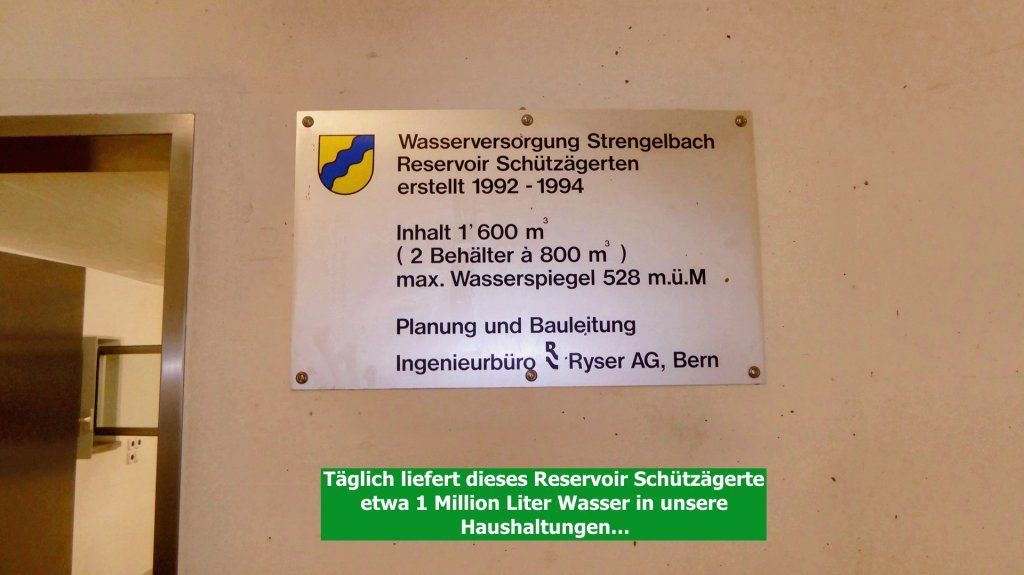 Wasserversorgung Strengelbach
Reservoir Schützägerten
erstellt 1992 - 1994
Inhalt 1'600 m³
( 2 Behälter à 800 m³ )
max. Wasserspiegel 528 m.ü.M
Planung und Bauleitung
Ingenieurbüro R Ryser AG, Bern
Täglich liefert dieses Reservoir Schützägerte
etwa 1 Million Liter Wasser in unsere
Haushaltungen...